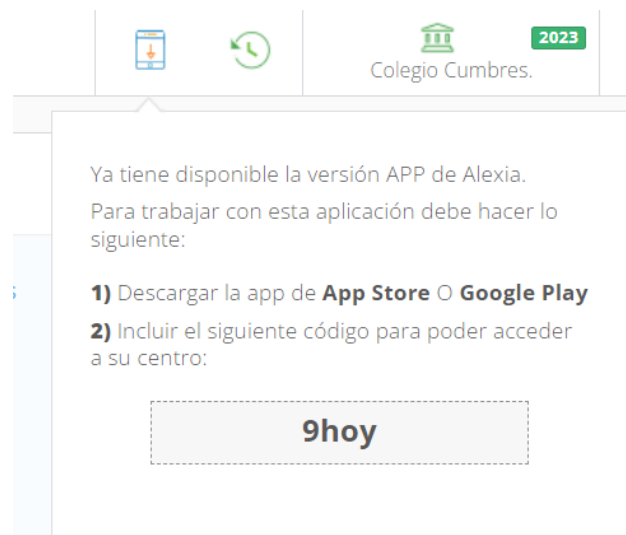 2023
Colegio Cumbres.
Ya tiene disponible la versión APP de Alexia.
Para trabajar con esta aplicación debe hacer lo
siguiente:
1) Descargar la app de App Store O Google Play
2) Incluir el siguiente código para poder acceder
a su centro:
9hoy